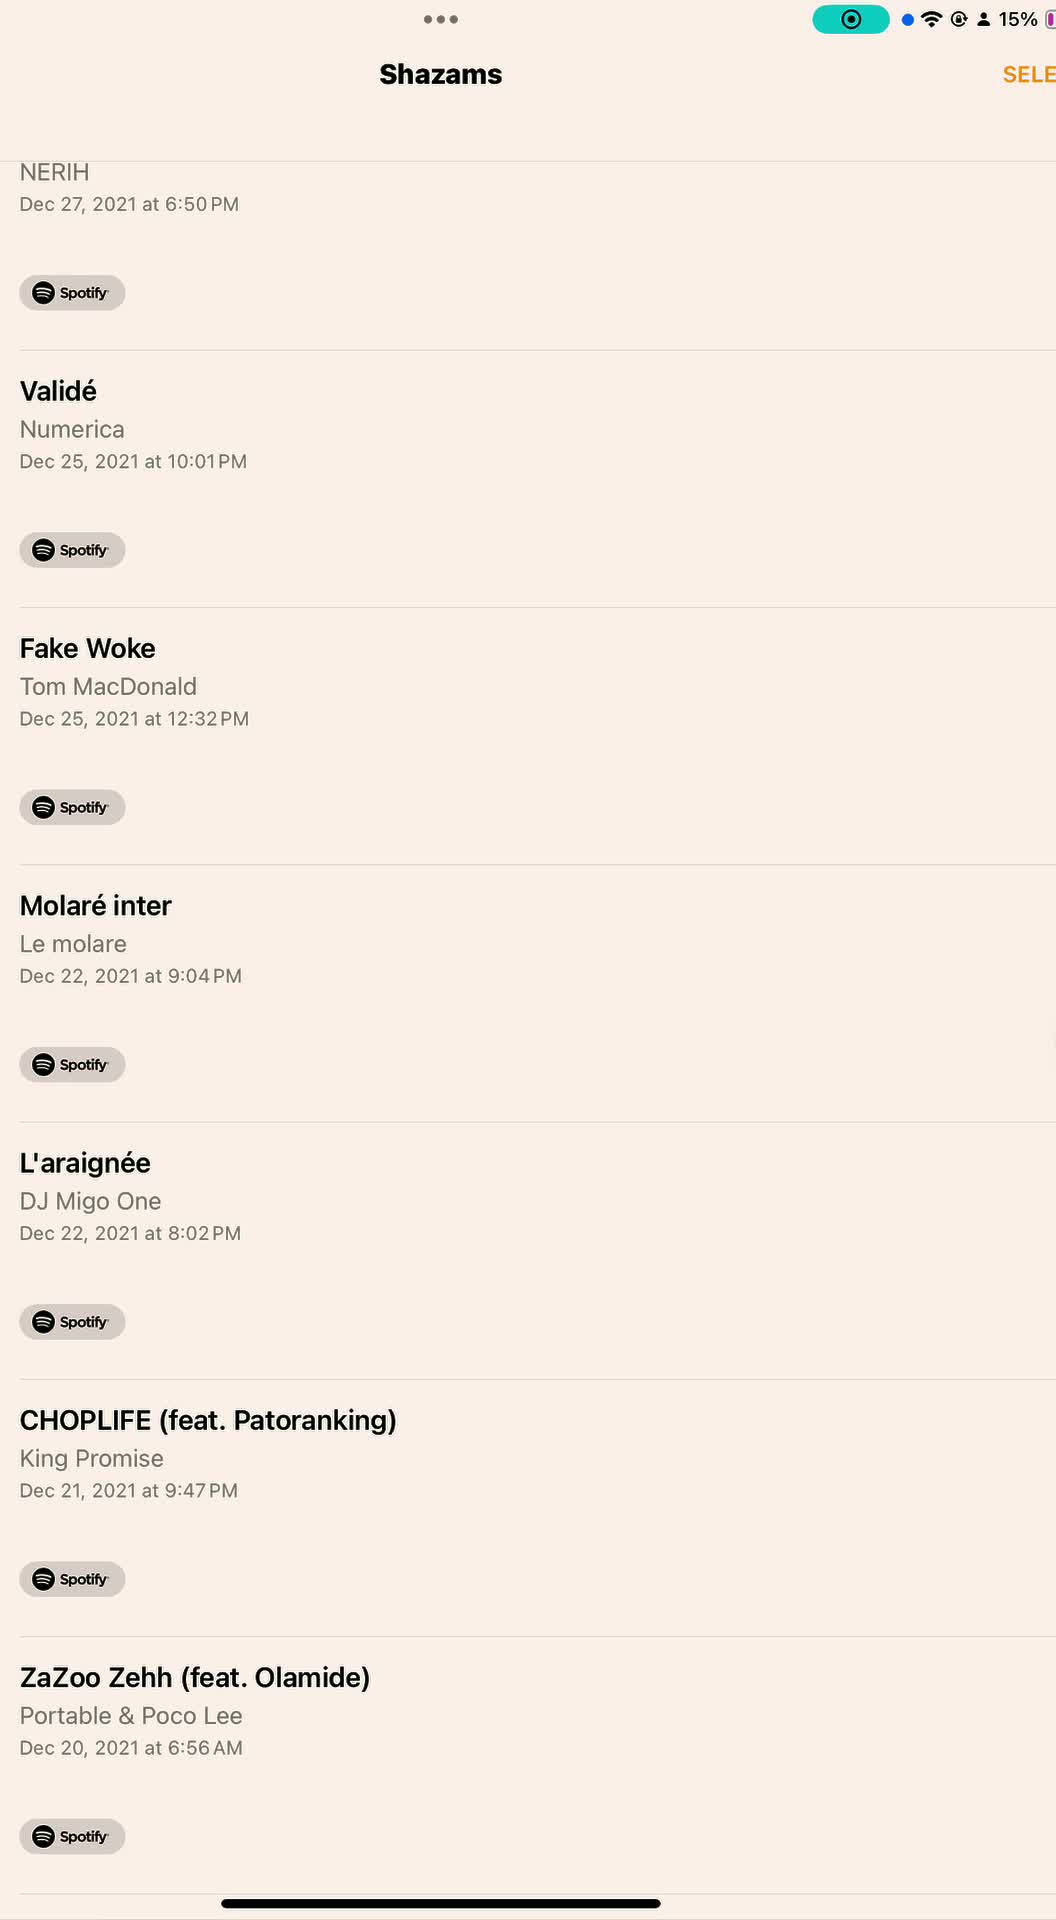 15%
Shazams
SELE
NERIH
Dec 27, 2021 at 6:50 PM
Spotify
Validé
Numerica
Dec 25, 2021 at 10:01 PM
Spotify
Fake Woke
Tom MacDonald
Dec 25, 2021 at 12:32 PM
Spotify
Molaré inter
Le molare
Dec 22, 2021 at 9:04 PM
Spotify
L'araignée
DJ Migo One
Dec 22, 2021 at 8:02 PM
Spotify
CHOPLIFE (feat. Patoranking)
King Promise
Dec 21, 2021 at 9:47 PM
Spotify
ZaZoo Zehh (feat. Olamide)
Portable & Poco Lee
Dec 20, 2021 at 6:56 AM
Spotify